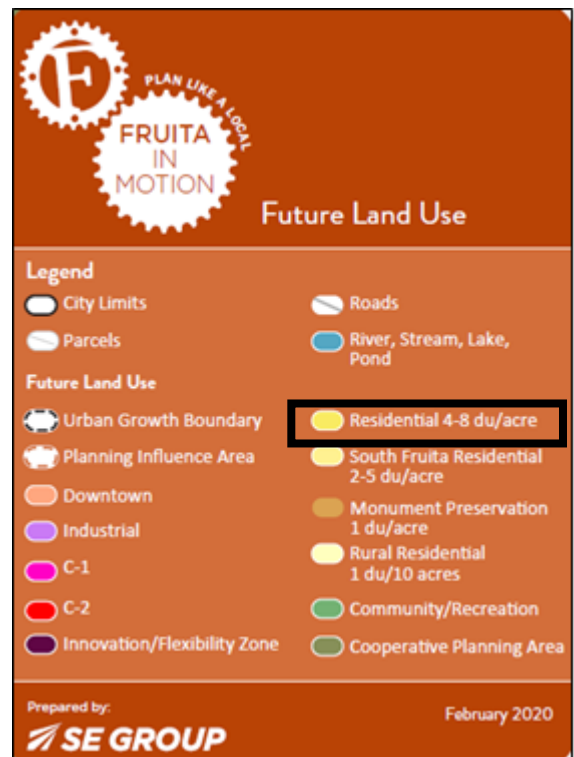 F
PLAN LIKE A LOCAL
FRUITA
IN
MOTION
Future Land Use
Legend
City Limits
Parcels
Roads
River, Stream, Lake,
Pond
Future Land Use
Urban Growth Boundary
Planning Influence Area
Downtown
Industrial
C-1
C-2
Innovation/Flexibility Zone
Residential 4-8 du/acre
South Fruita Residential
2-5 du/acre
Monument Preservation
1 du/acre
Rural Residential
1 du/10 acres
Community/Recreation
Cooperative Planning Area
Prepared by:
SE GROUP
February 2020